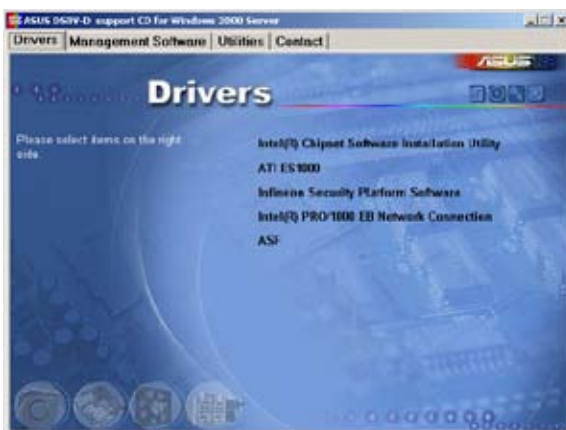 ASUS DSBV-D support CD for Windows 2000 Server
Drivers Management Software Utilities Contact
ASUS
Drivers
Please select items on the right
side.
Intel(R) Chipset Software Installation Utility
ATI ES1000
Infineon Security Platform Software
Intel(R) PRO/1000 EB Network Connection
ASF